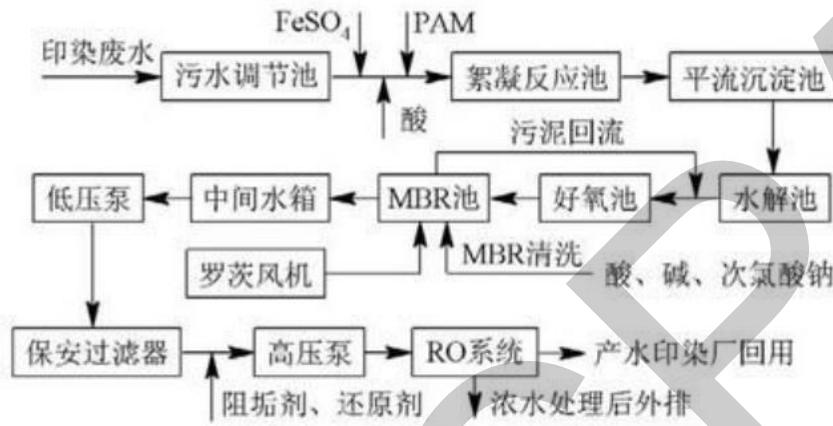 FeSO4 PAM
印染废水
污水调节池
絮凝反应池
平流沉淀池
酸
污泥回流
低压泵
中间水箱
MBR池
好氧池
水解池
罗茨风机
MBR清洗
酸、碱、次氯酸钠
保安过滤器
高压泵
RO系统
产水印染厂回用
阻垢剂、还原剂
浓水处理后外排